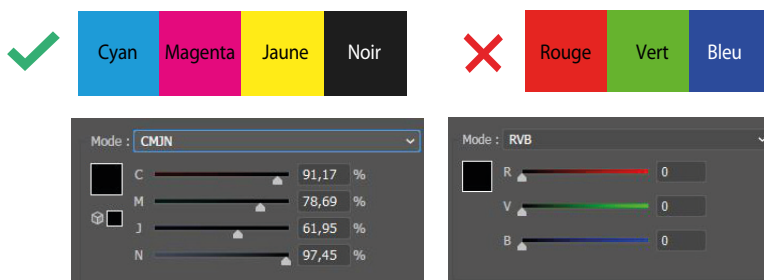 Cyan Magenta Jaune Noir
Rouge Vert Bleu
Mode : CMJN
C 91,17 %
M 78,69 %
J 61,95 %
N 97,45 %
Mode : RVB
R 0
V 0
B 0